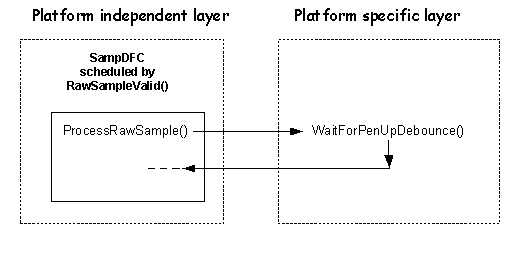 Platform independent layer
Platform specific layer
SampDFC
scheduled by
RawSampleValid()
ProcessRawSample()
WaitForPenUpDebounce()